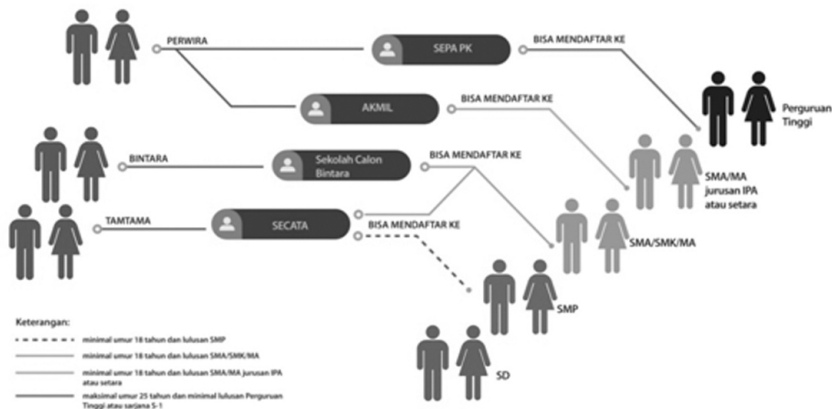 PERWIRA
SEPA PK
BISA MENDAFTAR KE
AKMIL
BISA MENDAFTAR KE
Perguruan
Tinggi
BINTARA
Sekolah Calon
Bintara
BISA MENDAFTAR KE
SMA/MA
jurusan IPA
atau setara
TAMTAMA
SECATA
BISA MENDAFTAR KE
SMA/SMK/MA
SMP
SD
Keterangan:
minimal umur 18 tahun dan lulusan SMP
minimal umur 18 tahun dan lulusan SMA/SMK/MA
minimal umur 18 tahun dan lulusan SMA/MA jurusan IPA
atau setara
maksimal umur 25 tahun dan minimal lulusan Perguruan
Tinggi atau sarjana S-1